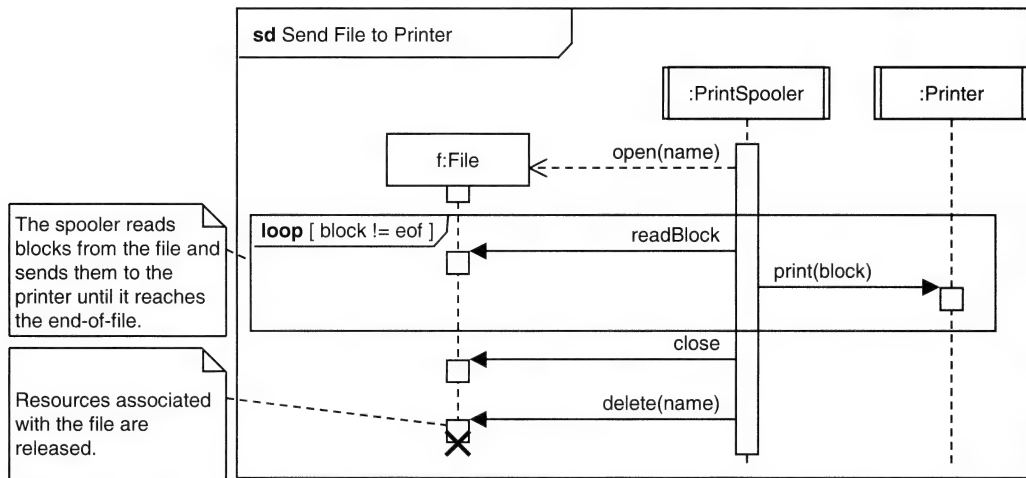 sd Send File to Printer
:PrintSpooler
:Printer
f:File
open(name)
The spooler reads
blocks from the file and
sends them to the
printer until it reaches
the end-of-file.
loop [ block != eof ]
readBlock
print(block)
close
Resources associated
with the file are
released.
delete(name)